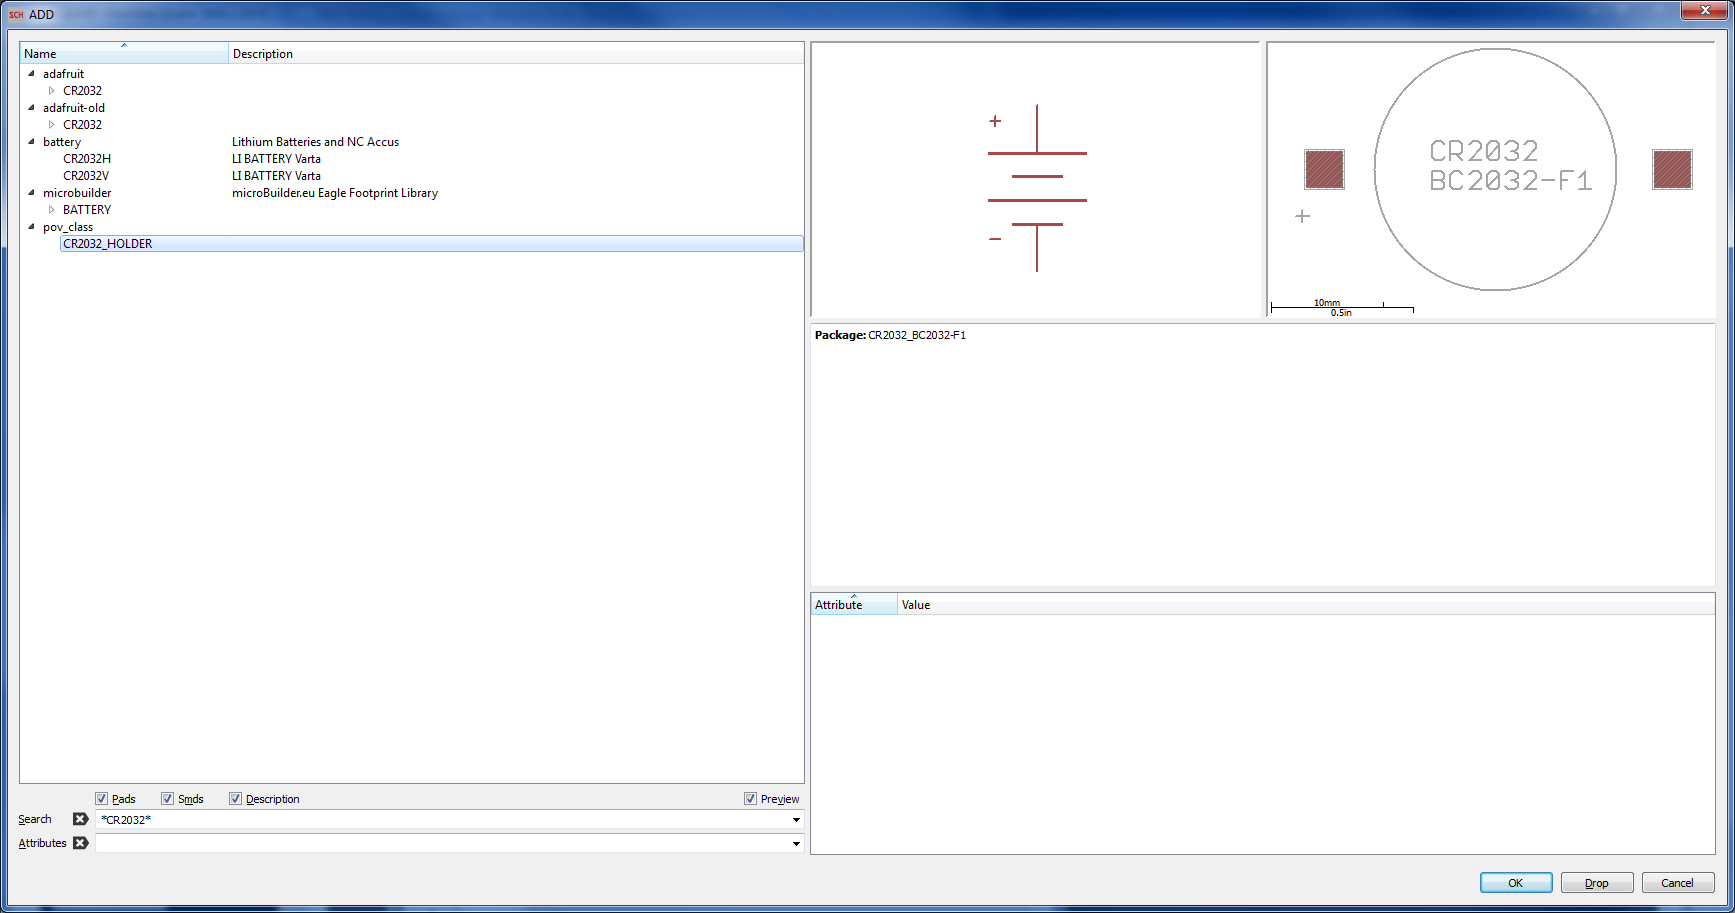 SCH ADD
Name Description
adafruit
CR2032
adafruit-old
CR2032
battery Lithium Batteries and NC Accus
CR2032H LI BATTERY Varta
CR2032V LI BATTERY Varta
microbuilder microBuilder.eu Eagle Footprint Library
BATTERY
pov_class
CR2032_HOLDER
Pads Smds Description Preview
Search *CR2032*
Attributes
+
-
CR2032
BC2032-F1
+
10mm
0.5in
Package: CR2032_BC2032-F1
Attribute Value
OK Drop Cancel